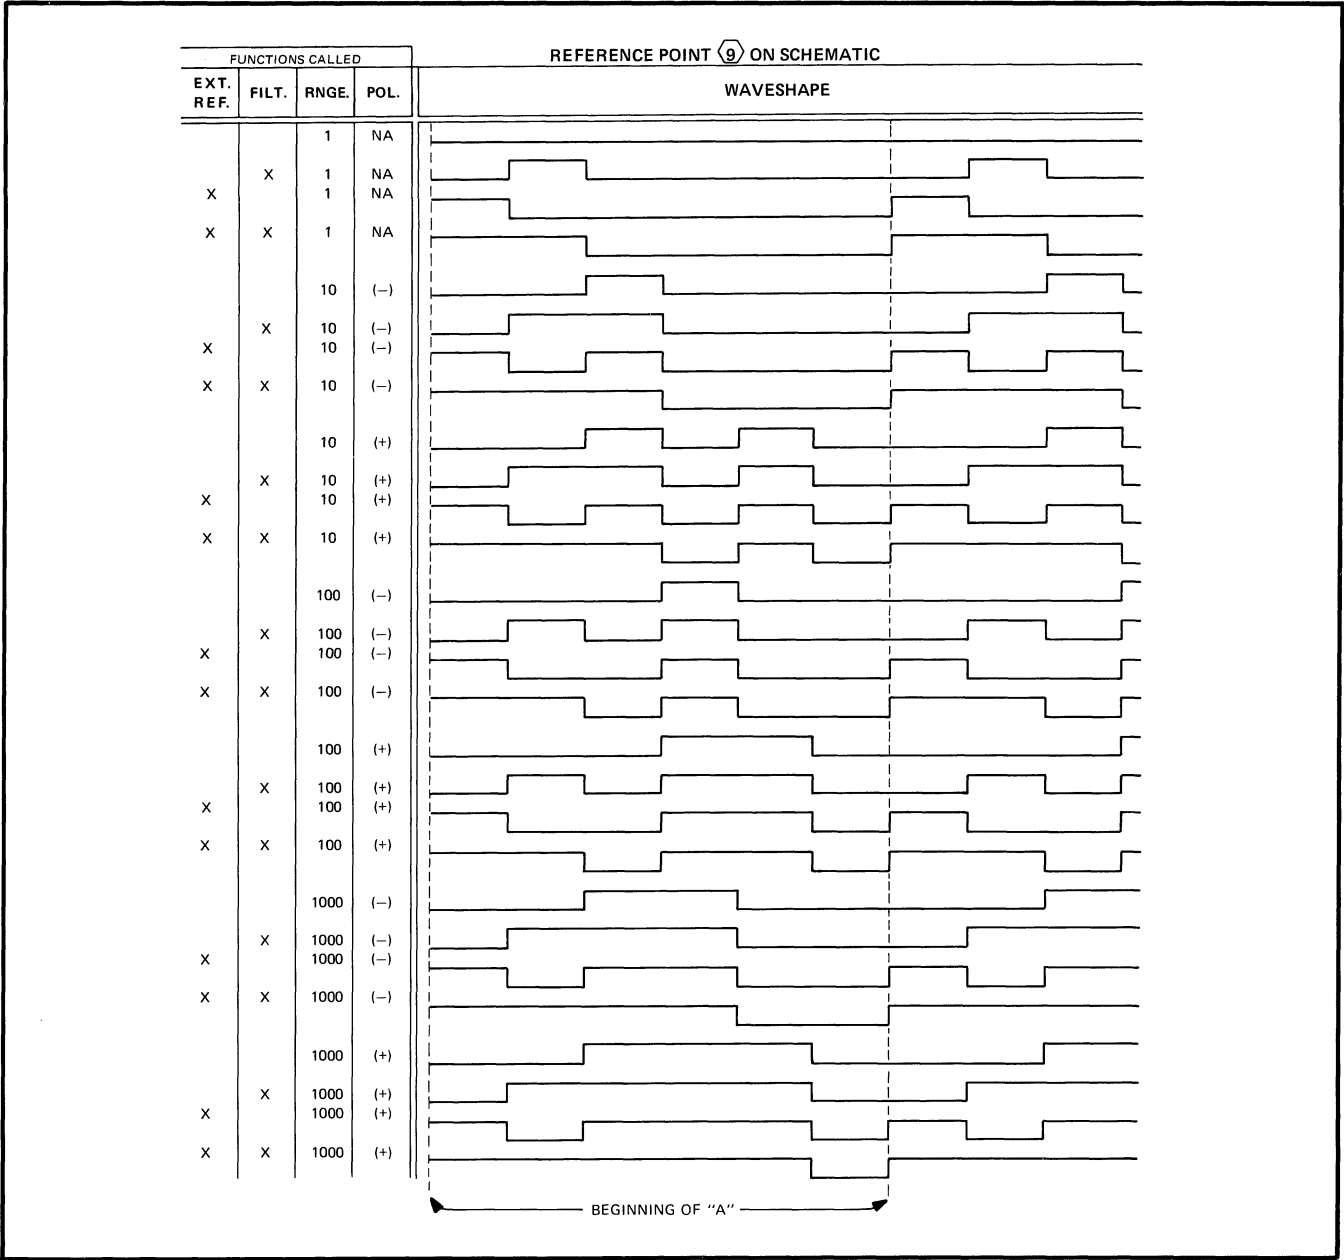 FUNCTIONS CALLED
REFERENCE POINT 9 ON SCHEMATIC
EXT. REF. FILT. RNGE. POL.
WAVESHAPE
1 NA
X 1 NA
X 1 NA
X X 1 NA
10 (−)
X 10 (−)
X 10 (−)
X X 10 (−)
10 (+)
X 10 (+)
X 10 (+)
X X 10 (+)
100 (−)
X 100 (−)
X 100 (−)
X X 100 (−)
100 (+)
X 100 (+)
X 100 (+)
X X 100 (+)
1000 (−)
X 1000 (−)
X 1000 (−)
X X 1000 (−)
1000 (+)
X 1000 (+)
X 1000 (+)
X X 1000 (+)
BEGINNING OF "A"